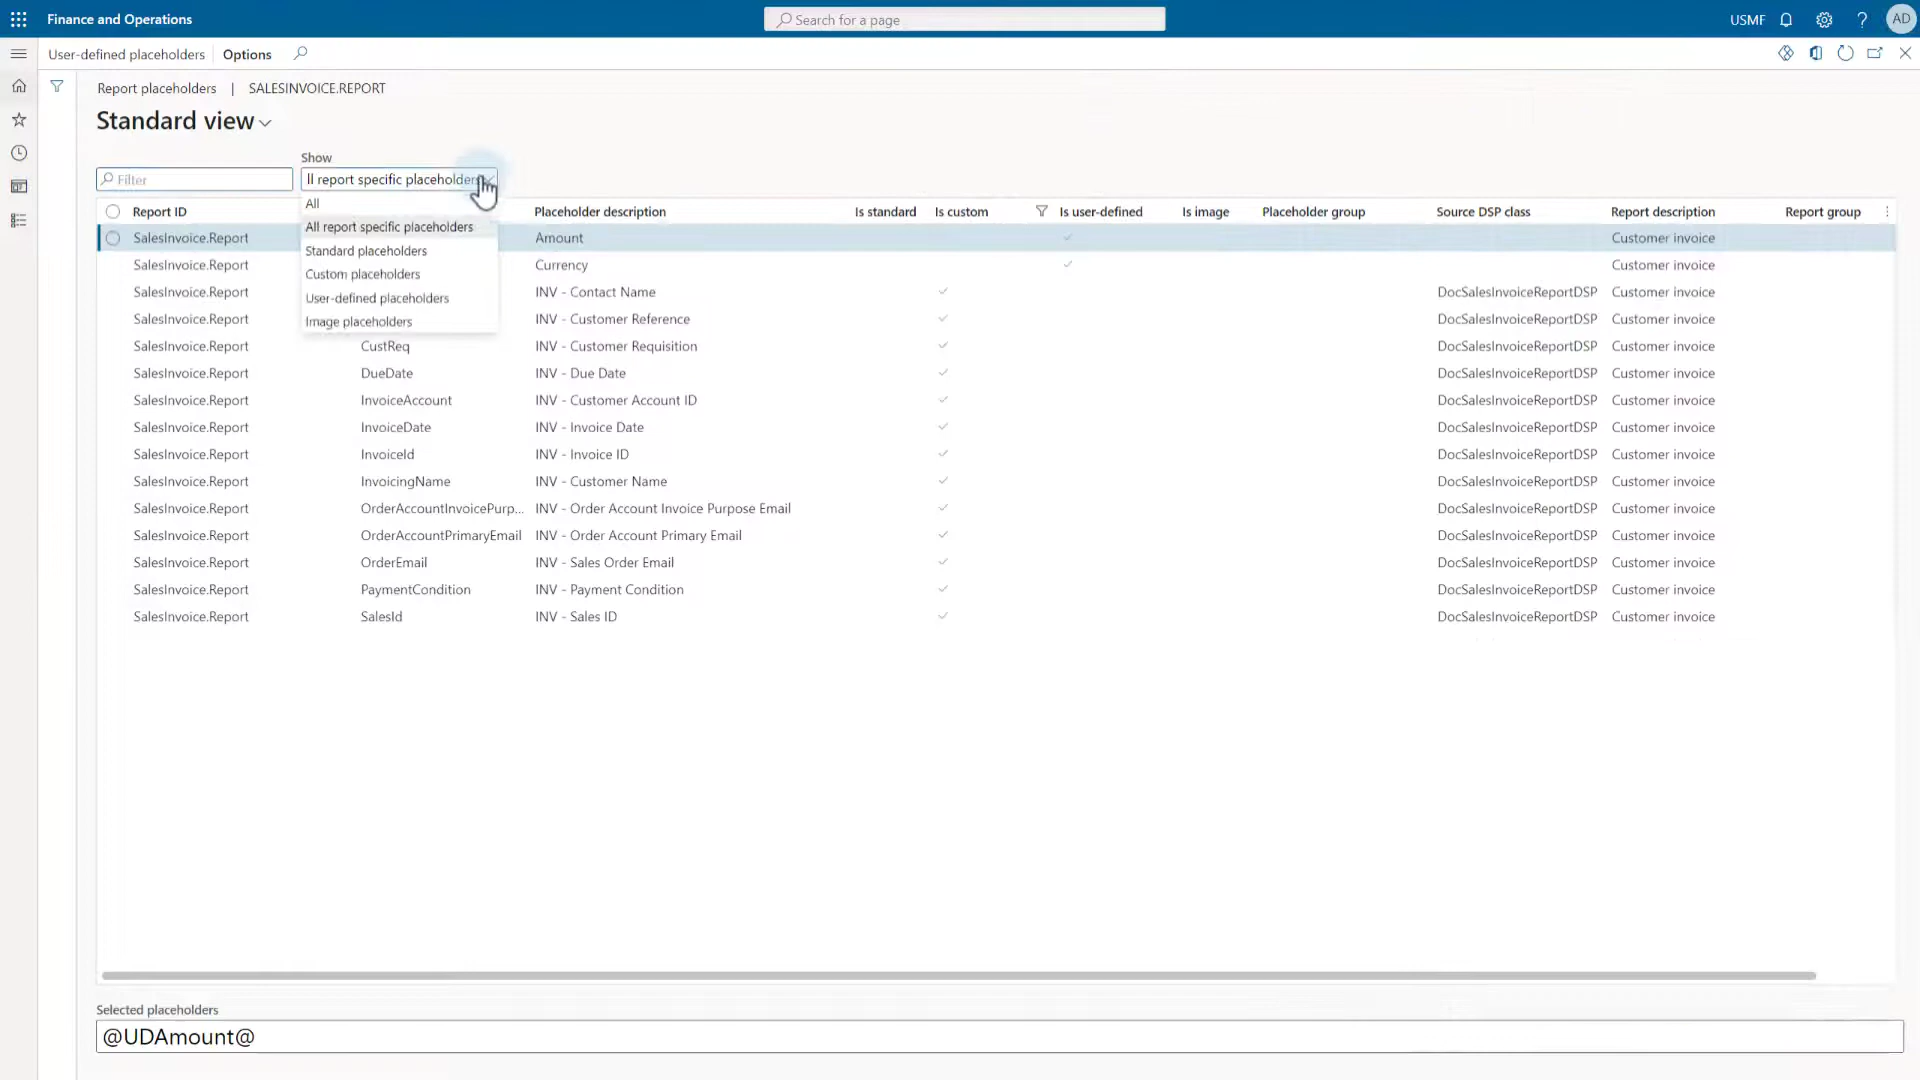 Finance and Operations
Search for a page
USMF
AD
User-defined placeholders
Options
Report placeholders | SALESINVOICE.REPORT
Standard view
Show
Filter
ll report specific placeholders
All
All report specific placeholders
Standard placeholders
Custom placeholders
User-defined placeholders
Image placeholders
Report ID Placeholder description Is standard Is custom Is user-defined Is image Placeholder group Source DSP class Report description Report group
SalesInvoice.Report Amount Customer invoice
SalesInvoice.Report Currency Customer invoice
SalesInvoice.Report INV - Contact Name DocSalesInvoiceReportDSP Customer invoice
SalesInvoice.Report INV - Customer Reference DocSalesInvoiceReportDSP Customer invoice
SalesInvoice.Report CustReq INV - Customer Requisition DocSalesInvoiceReportDSP Customer invoice
SalesInvoice.Report DueDate INV - Due Date DocSalesInvoiceReportDSP Customer invoice
SalesInvoice.Report InvoiceAccount INV - Customer Account ID DocSalesInvoiceReportDSP Customer invoice
SalesInvoice.Report InvoiceDate INV - Invoice Date DocSalesInvoiceReportDSP Customer invoice
SalesInvoice.Report InvoiceId INV - Invoice ID DocSalesInvoiceReportDSP Customer invoice
SalesInvoice.Report InvoicingName INV - Customer Name DocSalesInvoiceReportDSP Customer invoice
SalesInvoice.Report OrderAccountInvoicePurp... INV - Order Account Invoice Purpose Email DocSalesInvoiceReportDSP Customer invoice
SalesInvoice.Report OrderAccountPrimaryEmail INV - Order Account Primary Email DocSalesInvoiceReportDSP Customer invoice
SalesInvoice.Report OrderEmail INV - Sales Order Email DocSalesInvoiceReportDSP Customer invoice
SalesInvoice.Report PaymentCondition INV - Payment Condition DocSalesInvoiceReportDSP Customer invoice
SalesInvoice.Report SalesId INV - Sales ID DocSalesInvoiceReportDSP Customer invoice
Selected placeholders
@UDAmount@